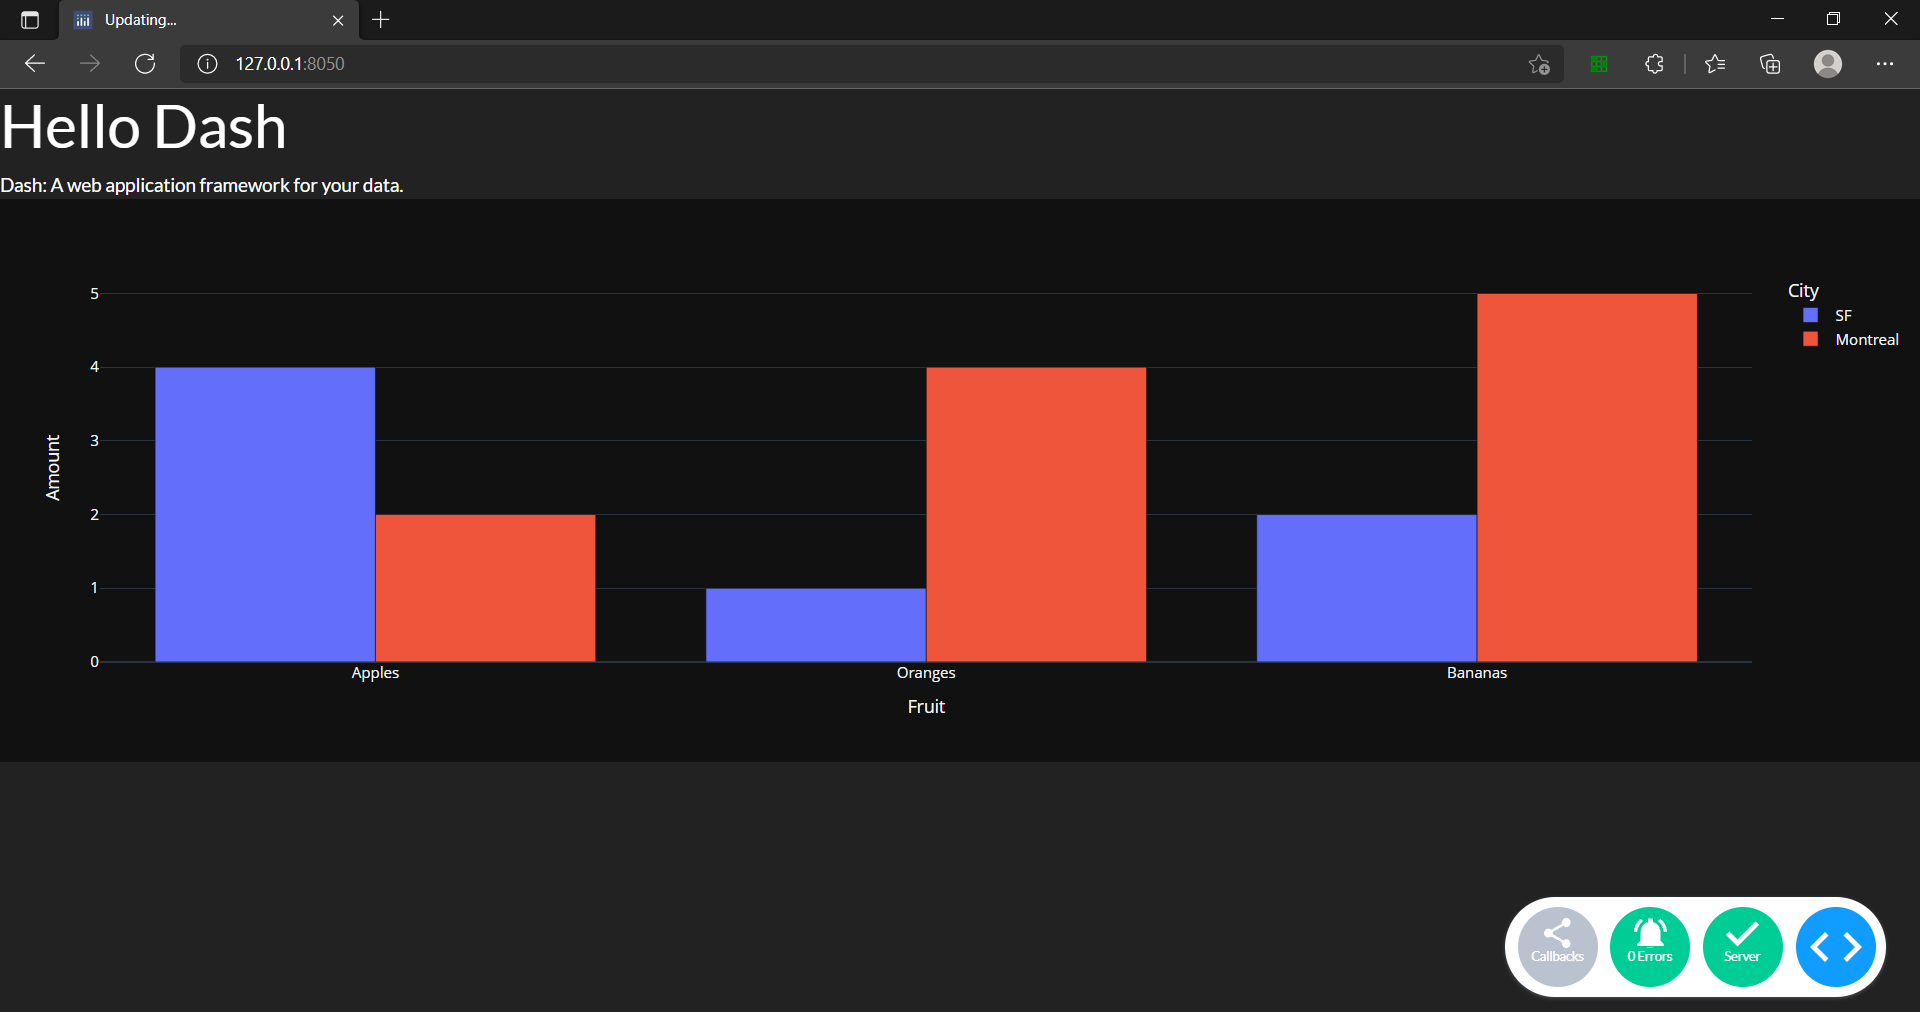 Updating...
127.0.0.1:8050
Hello Dash
Dash: A web application framework for your data.
5
4
3
2
1
0
Amount
Apples
Oranges
Bananas
Fruit
City
SF
Montreal
Callbacks
0 Errors
Server